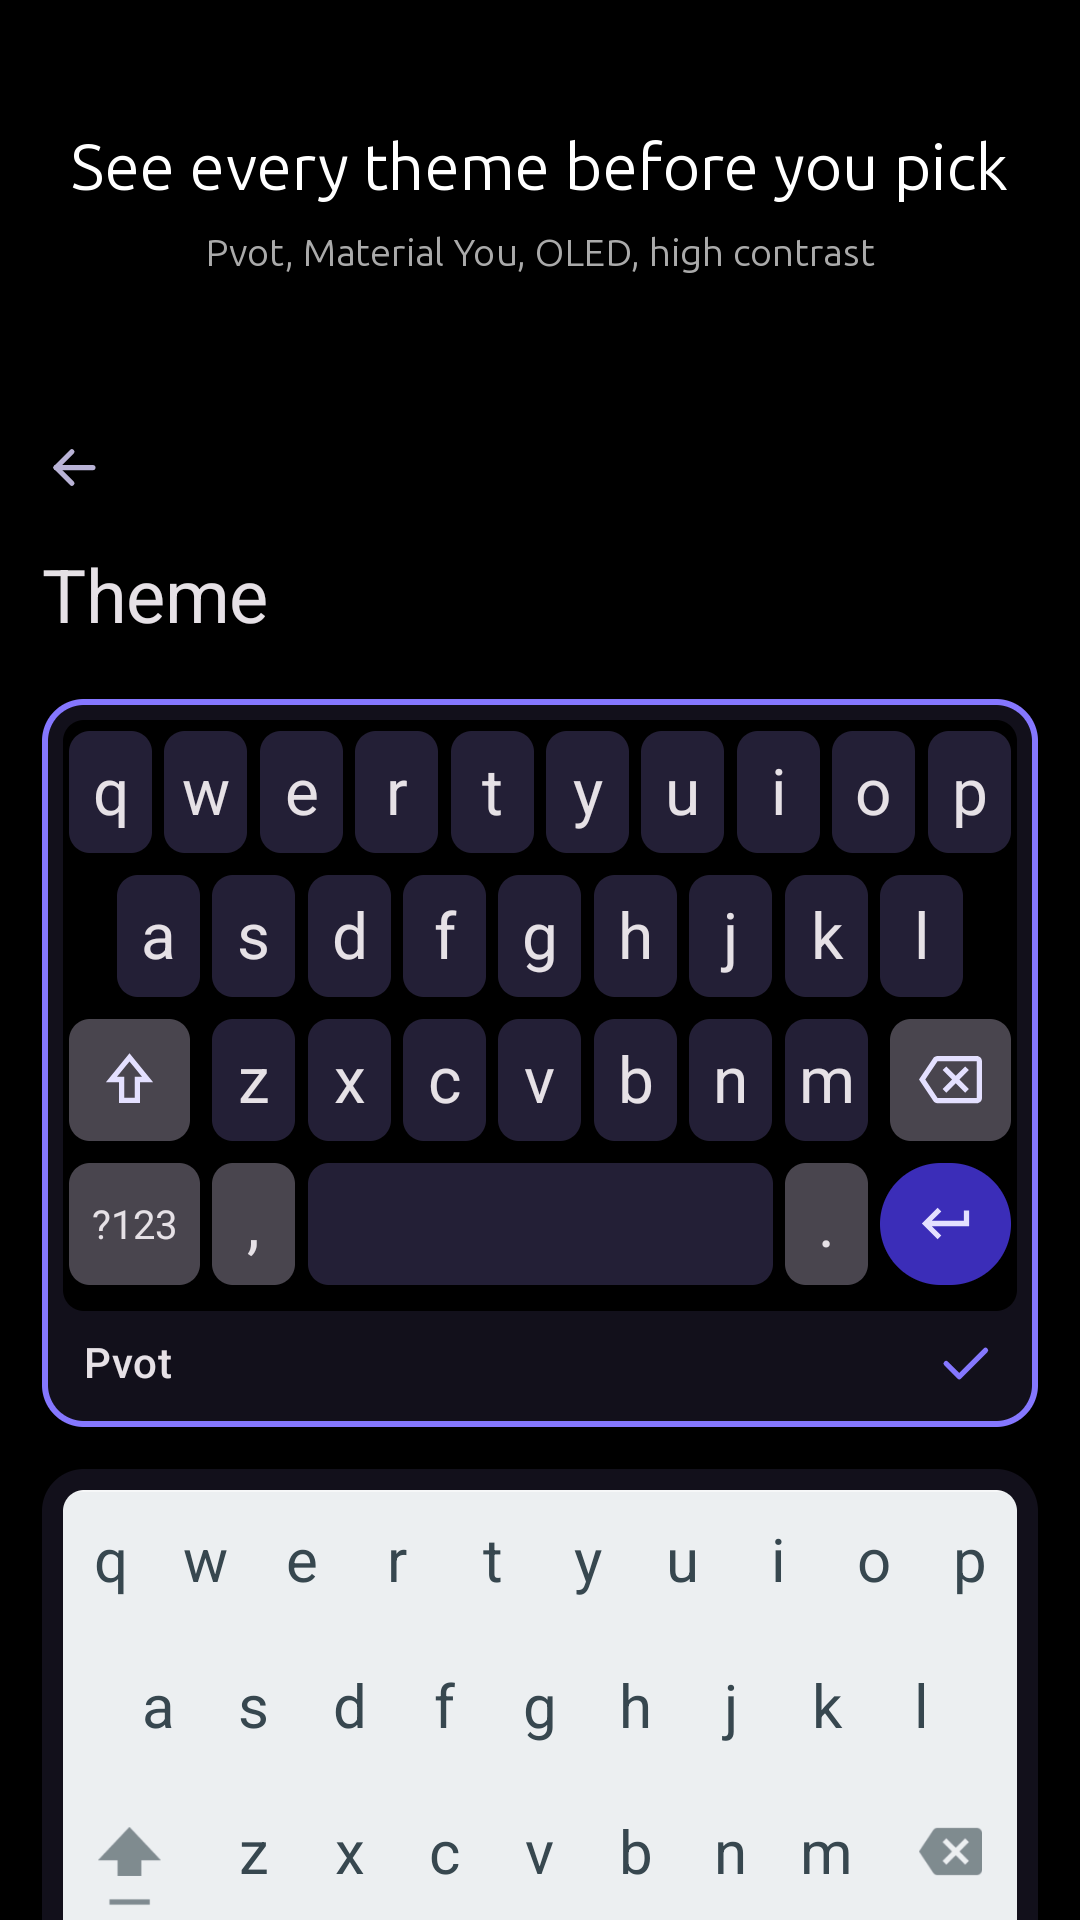 See every theme before you pick
Pvot, Material You, OLED, high contrast
Theme
q w e r t y u i o p
a s d f g h j k l
z x c v b n m
?123 , .
Pvot
q w e r t y u i o p
a s d f g h j k l
z x c v b n m